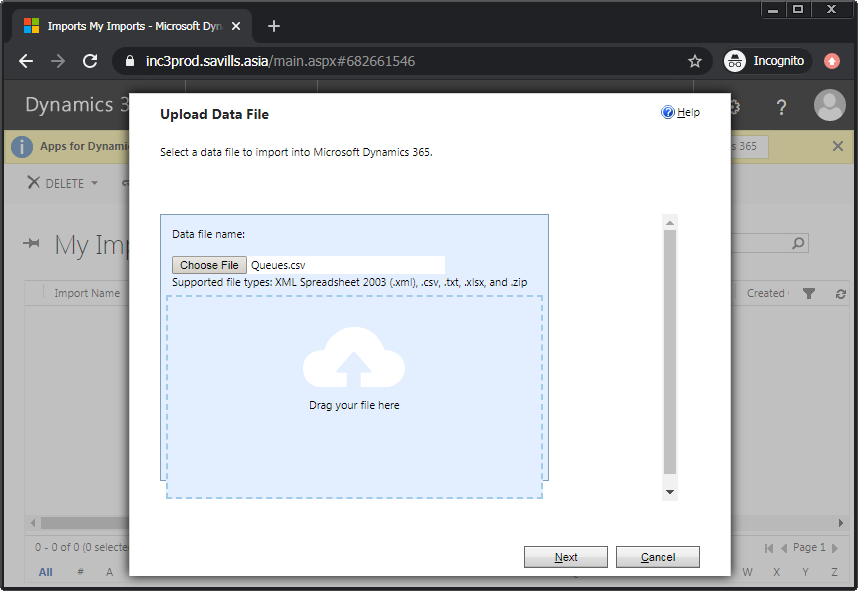 Imports My Imports - Microsoft Dyn
inc3prod.savills.asia/main.aspx#682661546
Incognito
Dynamics 3
?
Apps for Dynami
s 365
DELETE
My Imp
Import Name
Created
Upload Data File
Help
Select a data file to import into Microsoft Dynamics 365.
Data file name:
Choose File Queues.csv
Supported file types: XML Spreadsheet 2003 (.xml), .csv, .txt, .xlsx, and .zip
Drag your file here
Next
Cancel
0 - 0 of 0 (0 selecte
Page 1
All # A
W X Y Z